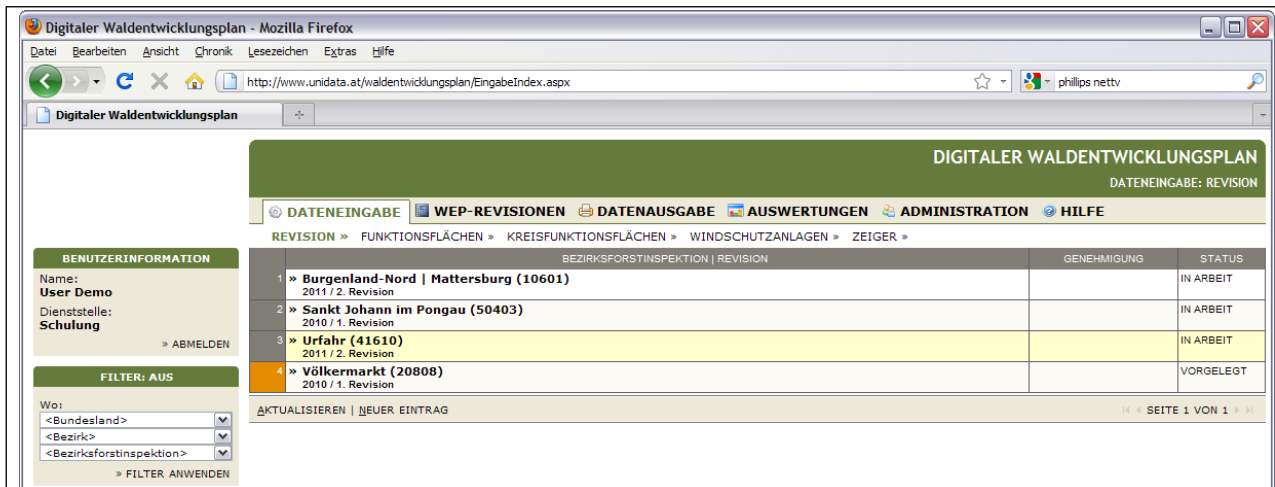 Digitaler Waldentwicklungsplan - Mozilla Firefox
Datei Bearbeiten Ansicht Chronik Lesezeichen Extras Hilfe
http://www.unidata.at/waldentwicklungsplan/EingabeIndex.aspx
phillips nettv
Digitaler Waldentwicklungsplan
DIGITALER WALDENTWICKLUNGSPLAN
DATENEINGABE: REVISION
DATENEINGABE WEP-REVISIONEN DATENAUSGABE AUSWERTUNGEN ADMINISTRATION HILFE
REVISION » FUNKTIONSFLÄCHEN » KREISFUNKTIONSFLÄCHEN » WINDSCHUTZANLAGEN » ZEIGER »
BENUTZERINFORMATION
Name:
User Demo
Dienststelle:
Schulung
» ABMELDEN
FILTER: AUS
Wo:
<Bundesland>
<Bezirk>
<Bezirksforstinspektion>
» FILTER ANWENDEN
BEZIRKSFORSTINSPEKTION | REVISION GENEHMIGUNG STATUS
1 » Burgenland-Nord | Mattersburg (10601) IN ARBEIT
2011 / 2. Revision
2 » Sankt Johann im Pongau (50403) IN ARBEIT
2010 / 1. Revision
3 » Urfahr (41610) IN ARBEIT
2011 / 2. Revision
4 » Völkermarkt (20808) VORGELEGT
2010 / 1. Revision
AKTUALISIEREN | NEUER EINTRAG SEITE 1 VON 1